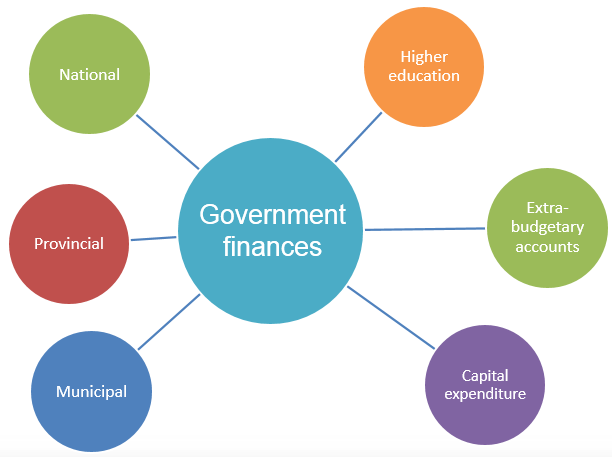 National
Higher
education
Government
finances
Extra-
budgetary
accounts
Provincial
Municipal
Capital
expenditure